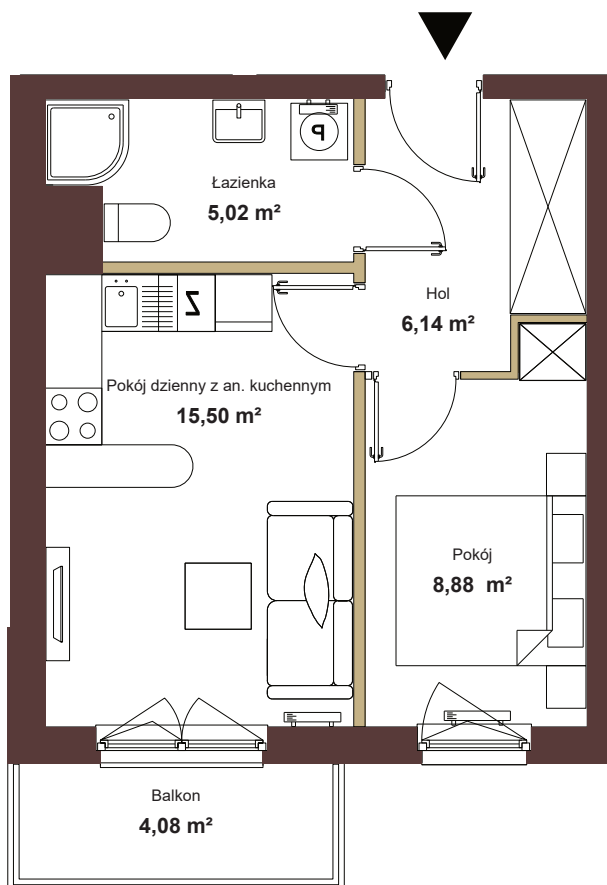 P
Łazienka
5,02 m²
Hol
6,14 m²
Z
Pokój dzienny z an. kuchennym
15,50 m²
Pokój
8,88 m²
Balkon
4,08 m²